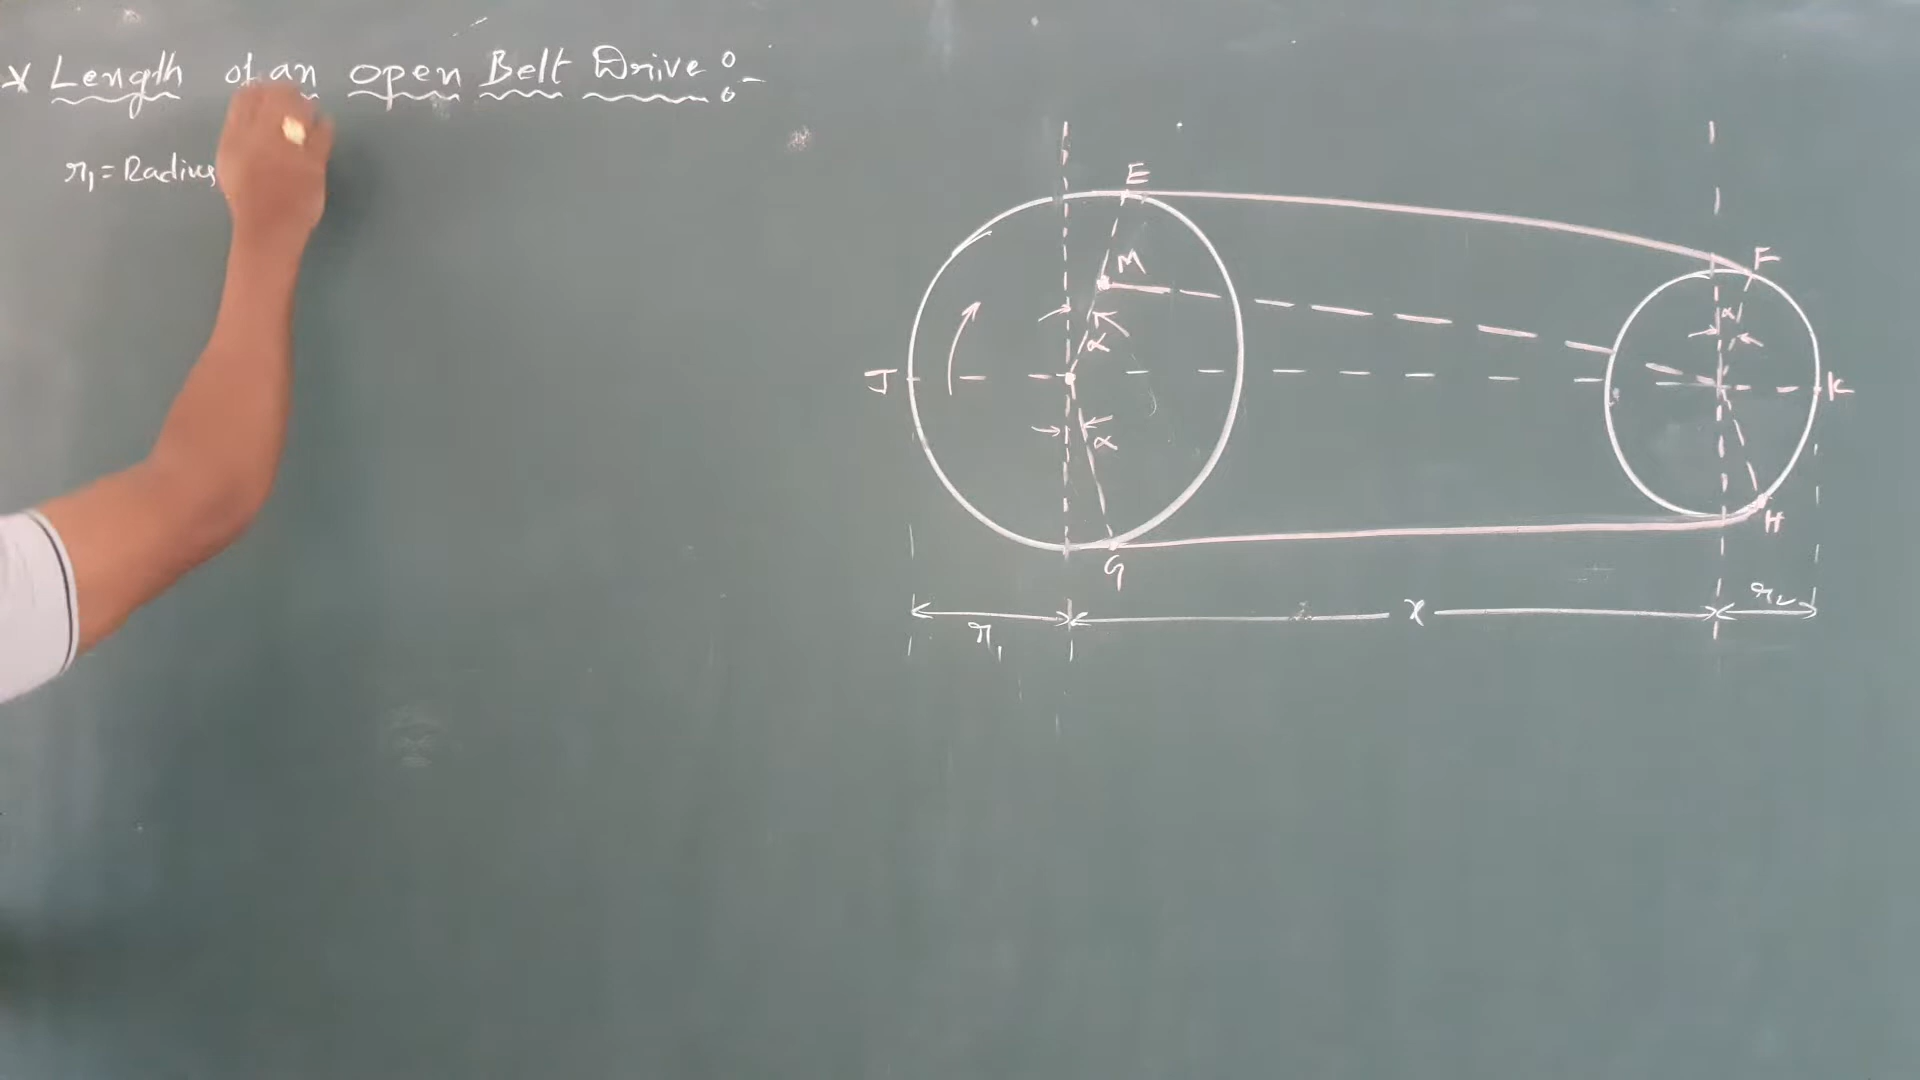 * Length of an open Belt Drive :-
r₁ = Radius
E
M
F
α
α
J
K
α
G
H
r₁
x
r₂